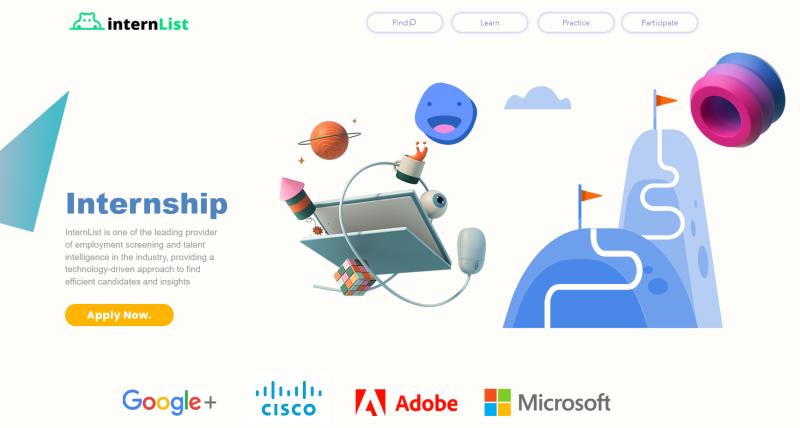 internList
Find
Learn
Practice
Participate
Internship
InternList is one of the leading provider
of employment screening and talent
intelligence in the industry, providing a
technology-driven approach to find
efficient candidates and insights
Apply Now.
Google+
CISCO
Adobe
Microsoft